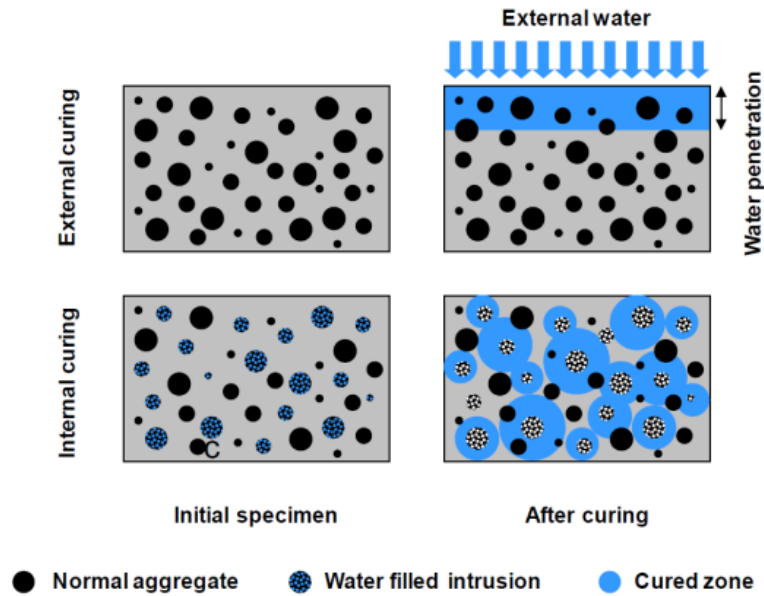 External water
External curing
Water penetration
Internal curing
C
Initial specimen
After curing
Normal aggregate
Water filled intrusion
Cured zone